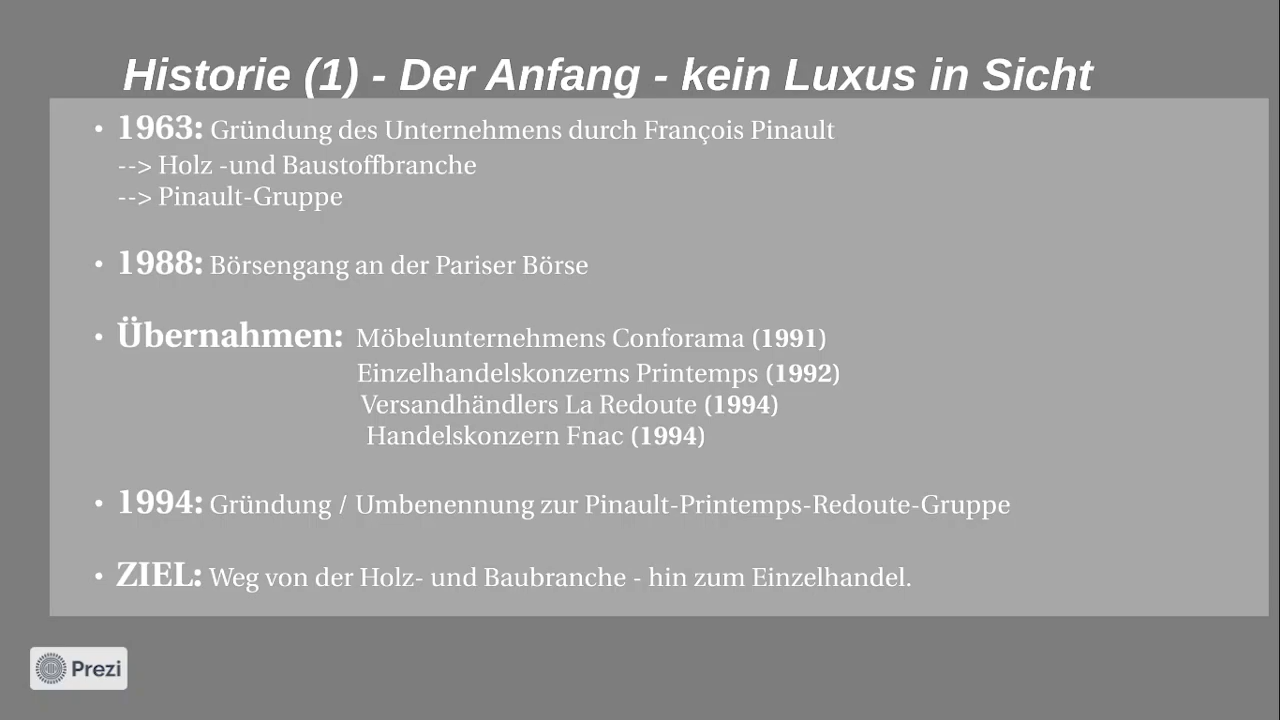 Historie (1) - Der Anfang - kein Luxus in Sicht
• 1963: Gründung des Unternehmens durch François Pinault
--> Holz -und Baustoffbranche
--> Pinault-Gruppe
• 1988: Börsengang an der Pariser Börse
• Übernahmen: Möbelunternehmens Conforama (1991)
Einzelhandelskonzerns Printemps (1992)
Versandhändlers La Redoute (1994)
Handelskonzern Fnac (1994)
• 1994: Gründung / Umbenennung zur Pinault-Printemps-Redoute-Gruppe
• ZIEL: Weg von der Holz- und Baubranche - hin zum Einzelhandel.
Prezi